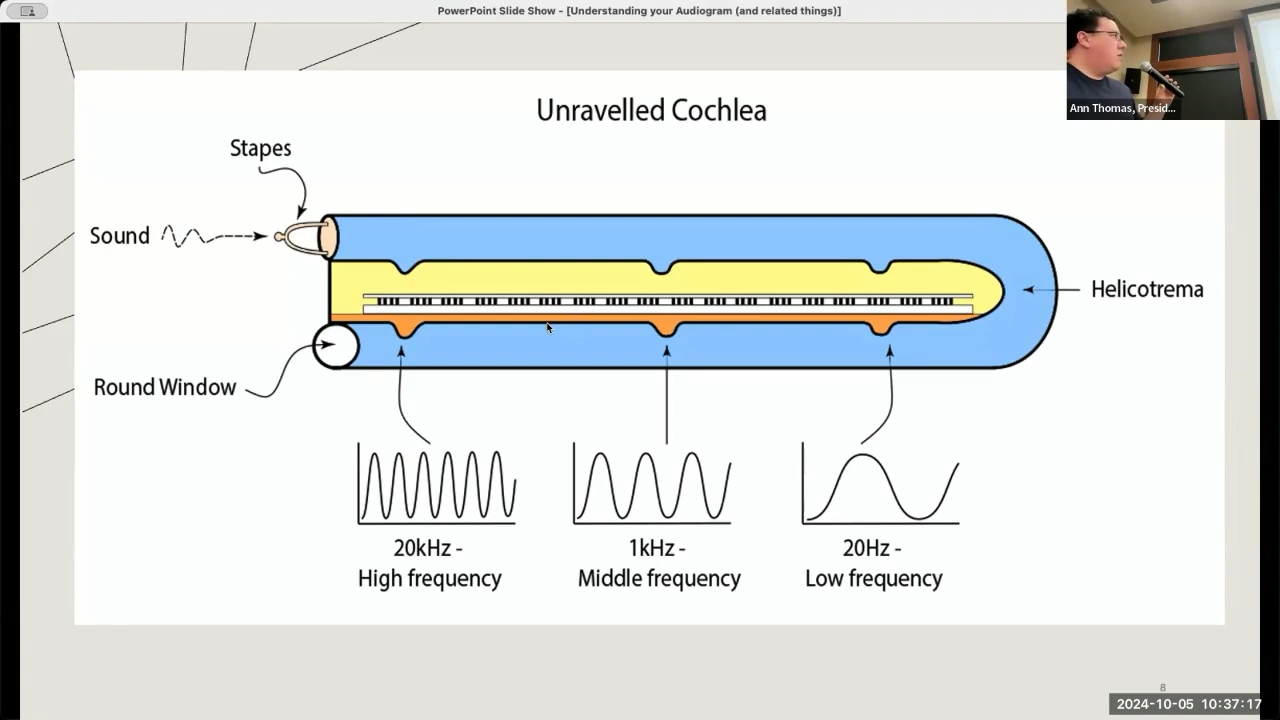 PowerPoint Slide Show - [Understanding your Audiogram (and related things)]
Ann Thomas, Presid...
Unravelled Cochlea
Stapes
Sound
Helicotrema
Round Window
20kHz -
High frequency
1kHz -
Middle frequency
20Hz -
Low frequency
8
2024-10-05 10:37:17